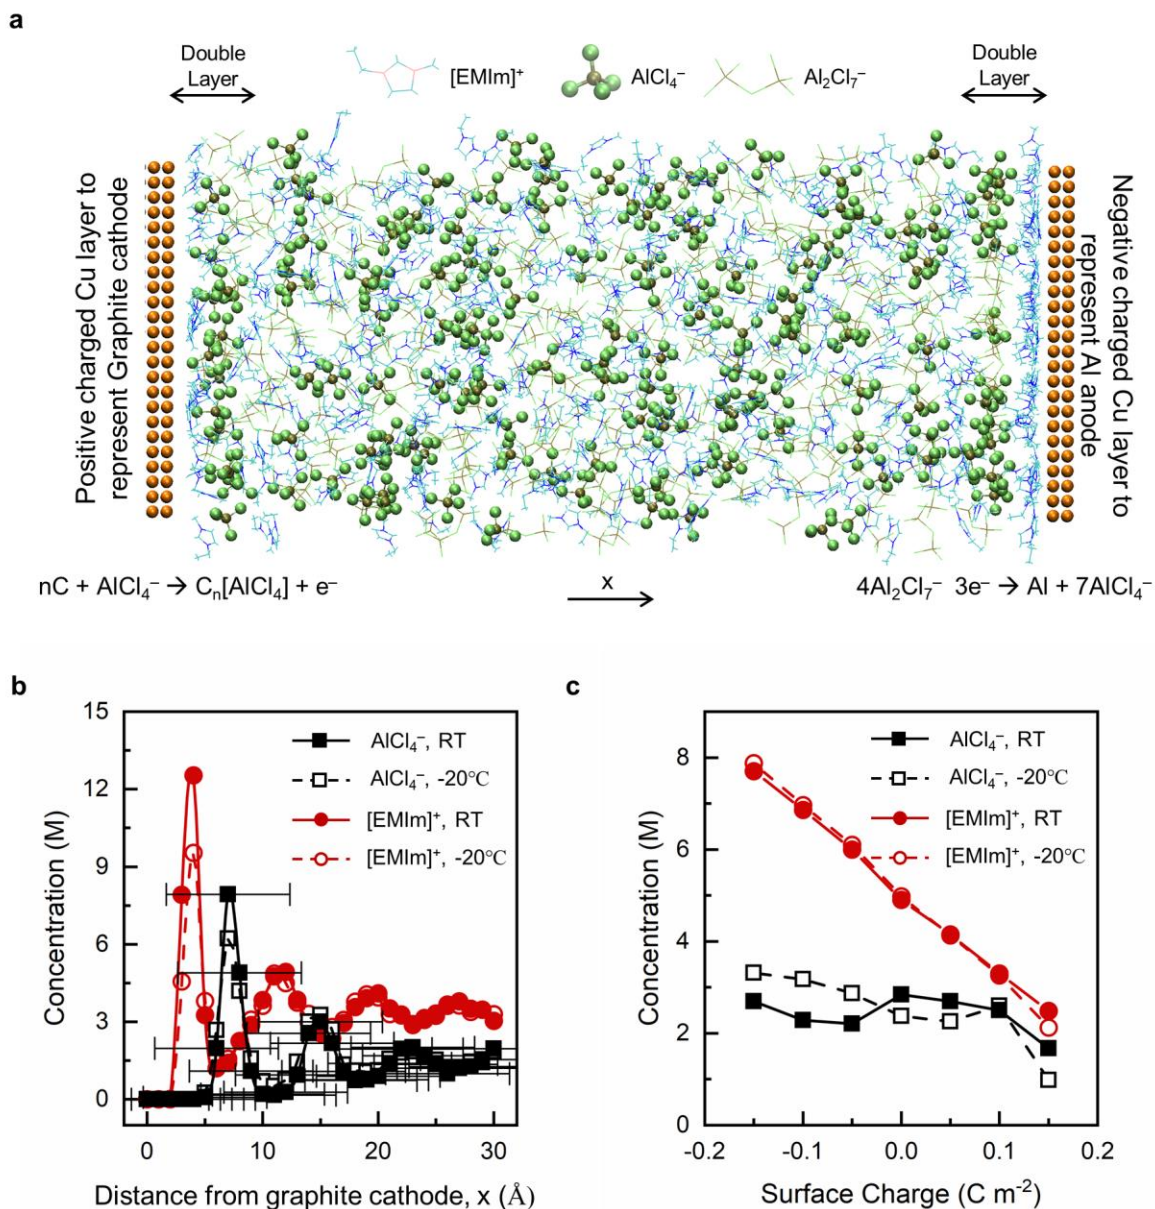 a
Double
Layer
[EMIm]⁺
AlCl₄⁻
Al₂Cl₇⁻
Double
Layer
Positive charged Cu layer to
represent Graphite cathode
Negative charged Cu layer to
represent Al anode
nC + AlCl₄⁻ → Cₙ[AlCl₄] + e⁻
x
4Al₂Cl₇⁻ 3e⁻ → Al + 7AlCl₄⁻
b
Concentration (M)
15
12
9
6
3
0
AlCl₄⁻, RT
AlCl₄⁻, -20℃
[EMIm]⁺, RT
[EMIm]⁺, -20℃
0 10 20 30
Distance from graphite cathode, x (Å)
c
Concentration (M)
8
6
4
2
0
AlCl₄⁻, RT
AlCl₄⁻, -20℃
[EMIm]⁺, RT
[EMIm]⁺, -20℃
-0.2 -0.1 0.0 0.1 0.2
Surface Charge (C m⁻²)